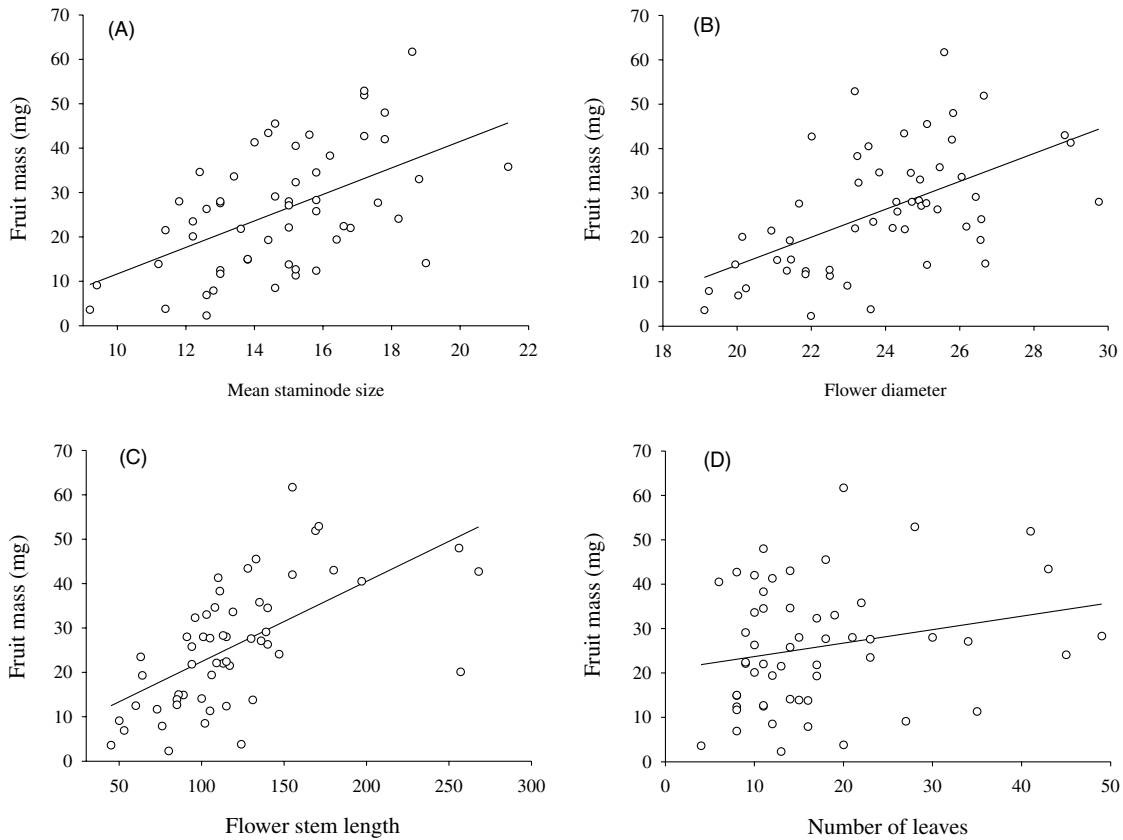 (A)
70
60
50
40
30
20
10
0
Fruit mass (mg)
10 12 14 16 18 20 22
Mean staminode size
(B)
70
60
50
40
30
20
10
0
Fruit mass (mg)
18 20 22 24 26 28 30
Flower diameter
(C)
70
60
50
40
30
20
10
0
Fruit mass (mg)
50 100 150 200 250 300
Flower stem length
(D)
70
60
50
40
30
20
10
0
Fruit mass (mg)
0 10 20 30 40 50
Number of leaves